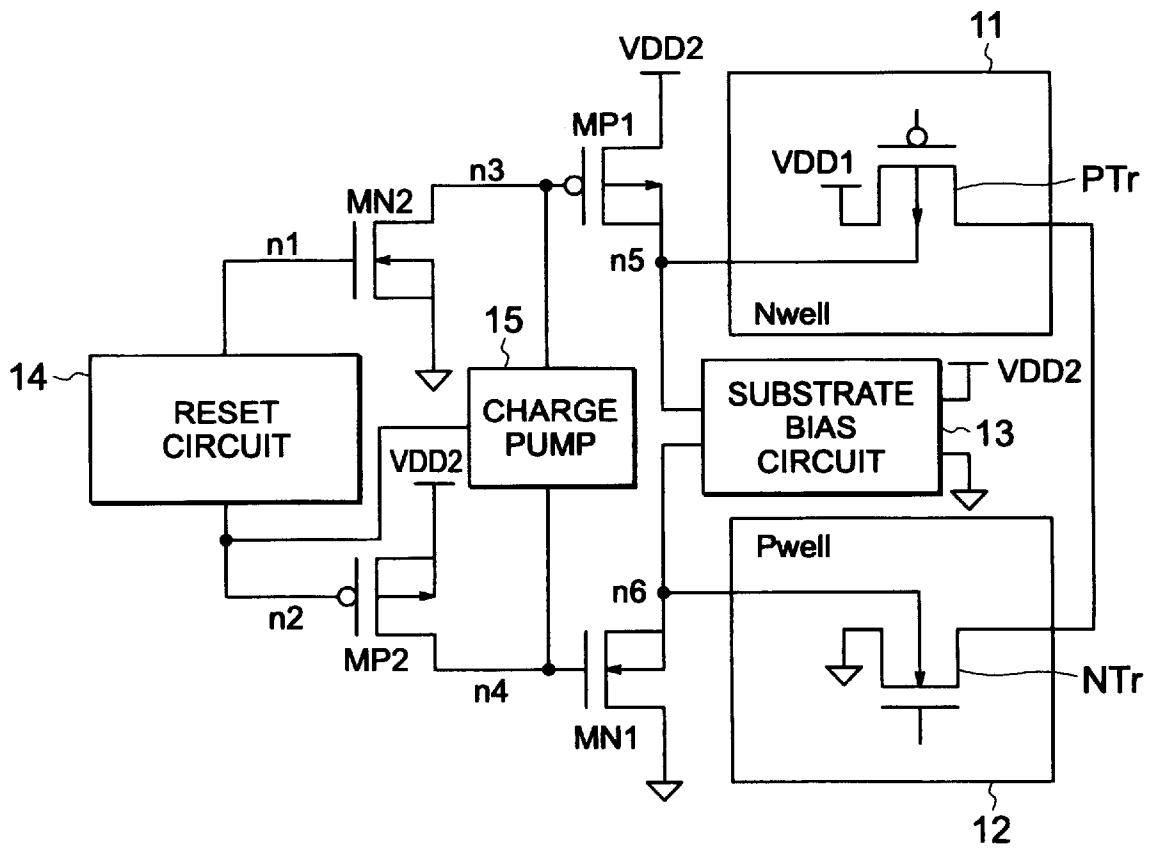 11
VDD2
MP1
n3
VDD1
PTr
MN2
n1
n5
Nwell
15
14
RESET
CIRCUIT
CHARGE
PUMP
SUBSTRATE
BIAS
CIRCUIT
VDD2
13
VDD2
Pwell
n6
n2
MP2
n4
NTr
MN1
12